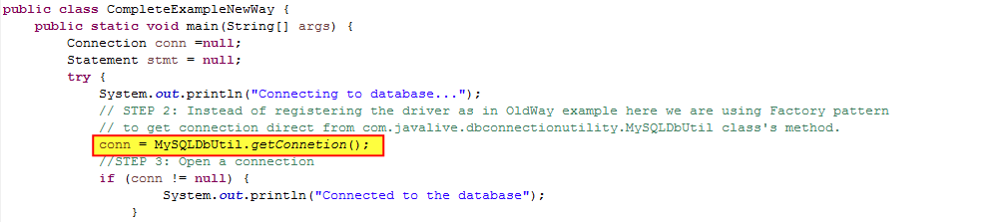 public class CompleteExampleNewWay {
public static void main(String[] args) {
Connection conn =null;
Statement stmt = null;
try {
System.out.println("Connecting to database...");
// STEP 2: Instead of registering the driver as in OldWay example here we are using Factory pattern
// to get connection direct from com.javalive.dbconnectionutility.MySQLDbUtil class's method.
conn = MySQLDbUtil.getConnetion();
//STEP 3: Open a connection
if (conn != null) {
System.out.println("Connected to the database");
}